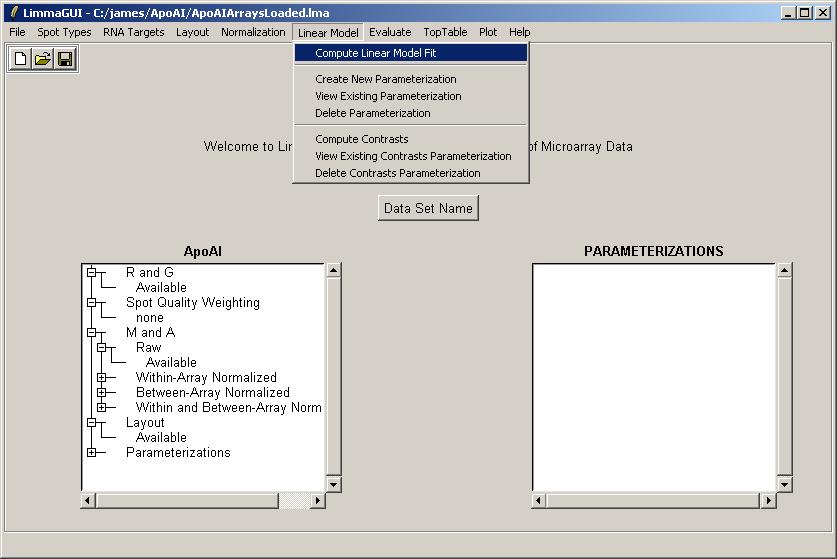 LimmaGUI - C:/james/ApoAI/ApoAIArraysLoaded.lma
File Spot Types RNA Targets Layout Normalization Linear Model Evaluate TopTable Plot Help
Compute Linear Model Fit
Create New Parameterization
View Existing Parameterization
Delete Parameterization
Compute Contrasts
View Existing Contrasts Parameterization
Delete Contrasts Parameterization
Welcome to Lim of Microarray Data
Data Set Name
ApoAI
R and G
Available
Spot Quality Weighting
none
M and A
Raw
Available
Within-Array Normalized
Between-Array Normalized
Within and Between-Array Norm
Layout
Available
Parameterizations
PARAMETERIZATIONS